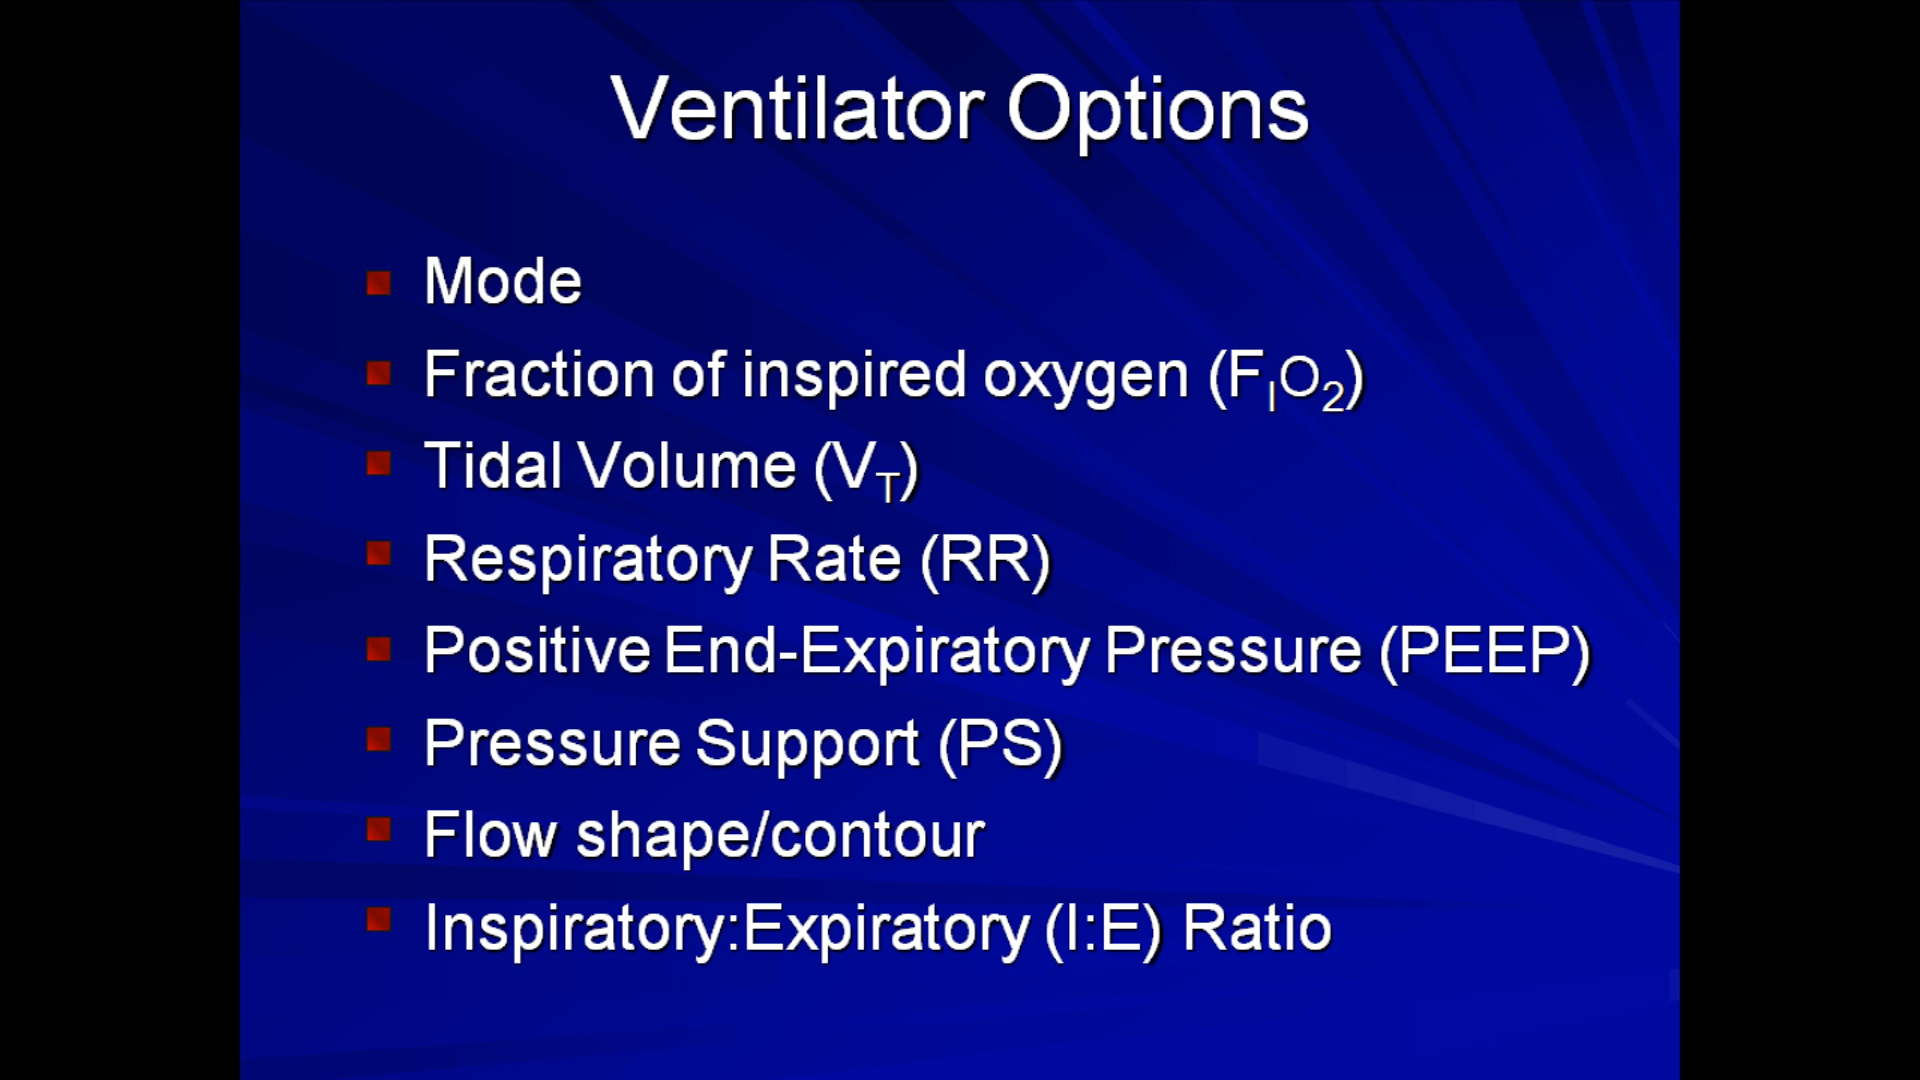 Ventilator Options
Mode
Fraction of inspired oxygen (FIO2)
Tidal Volume (VT)
Respiratory Rate (RR)
Positive End-Expiratory Pressure (PEEP)
Pressure Support (PS)
Flow shape/contour
Inspiratory:Expiratory (I:E) Ratio